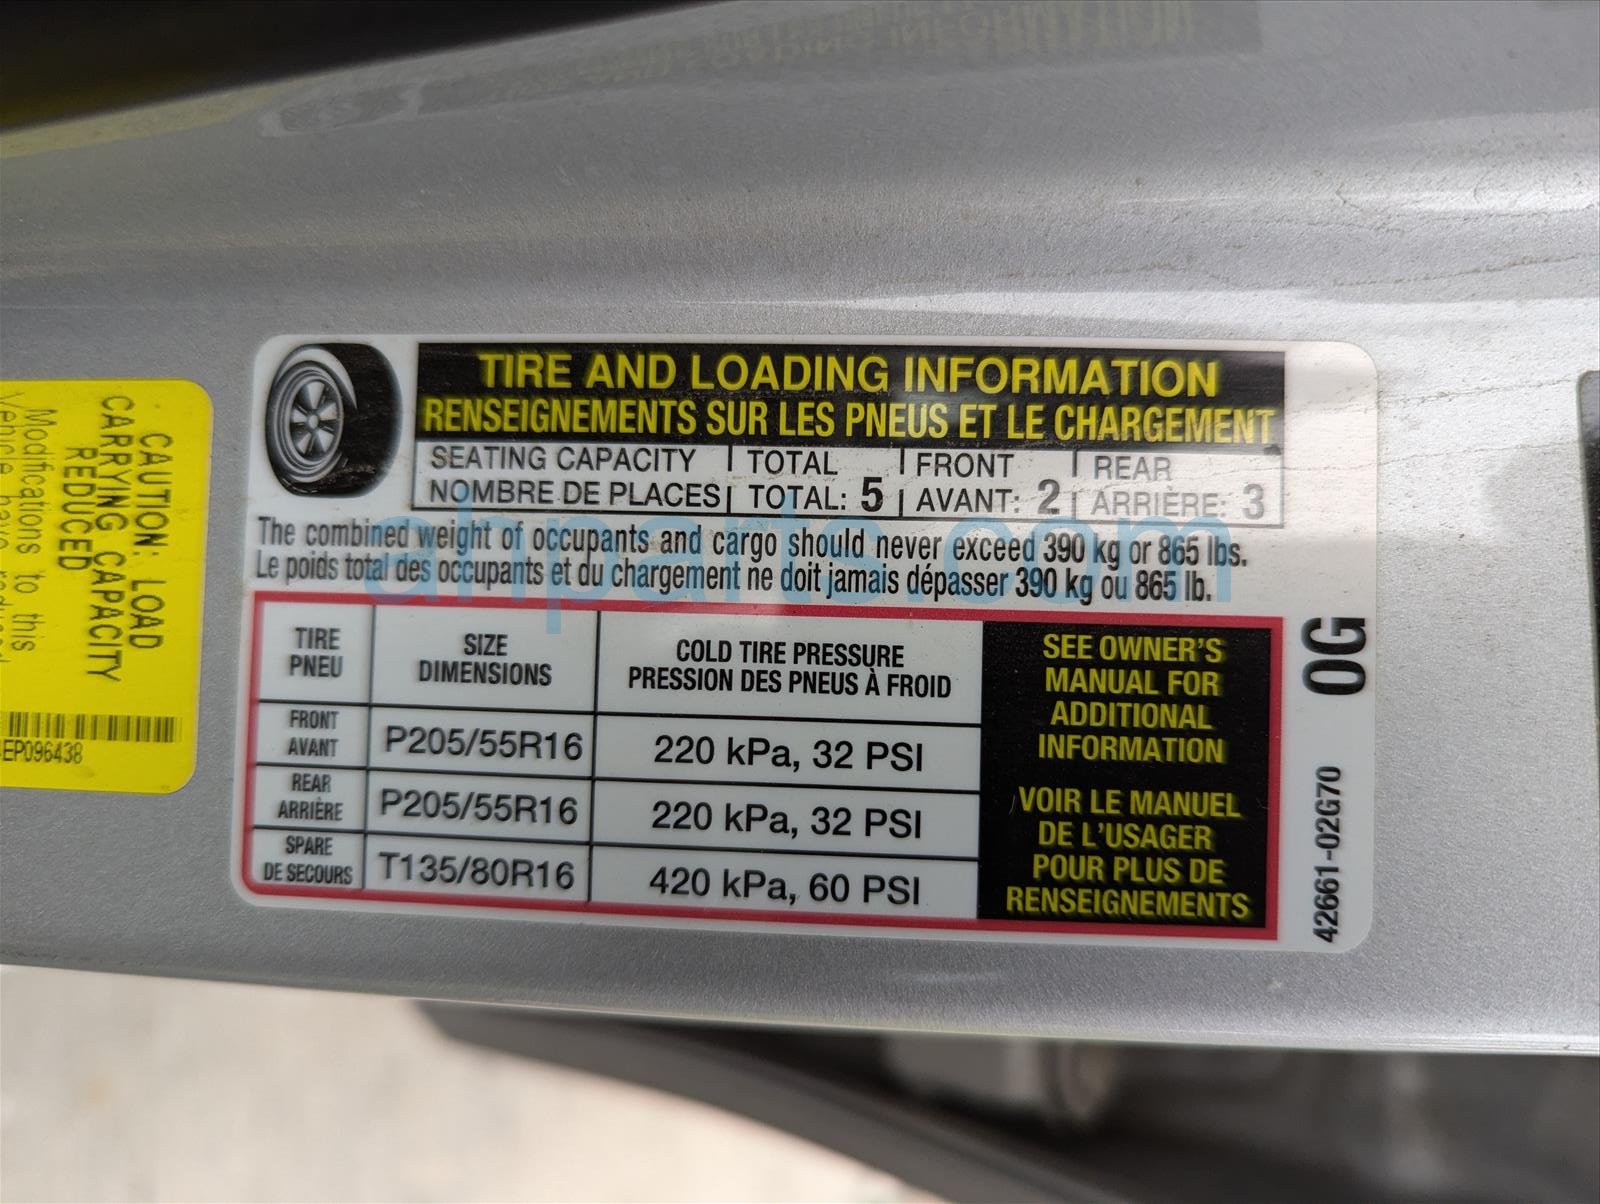 TIRE AND LOADING INFORMATION
RENSEIGNEMENTS SUR LES PNEUS ET LE CHARGEMENT
SEATING CAPACITY | TOTAL | FRONT | REAR
NOMBRE DE PLACES | TOTAL: 5 | AVANT: 2 | ARRIÈRE: 3
The combined weight of occupants and cargo should never exceed 390 kg or 865 lbs.
Le poids total des occupants et du chargement ne doit jamais dépasser 390 kg ou 865 lb.
TIRE SIZE COLD TIRE PRESSURE
PNEU DIMENSIONS PRESSION DES PNEUS À FROID
FRONT
AVANT P205/55R16 220 kPa, 32 PSI
REAR
ARRIÈRE P205/55R16 220 kPa, 32 PSI
SPARE
DE SECOURS T135/80R16 420 kPa, 60 PSI
SEE OWNER'S
MANUAL FOR
ADDITIONAL
INFORMATION
VOIR LE MANUEL
DE L'USAGER
POUR PLUS DE
RENSEIGNEMENTS
0G
42661-02G70
CAUTION: LOAD
CARRYING CAPACITY
REDUCED
Modifications to this
EP096438
ahparts.com